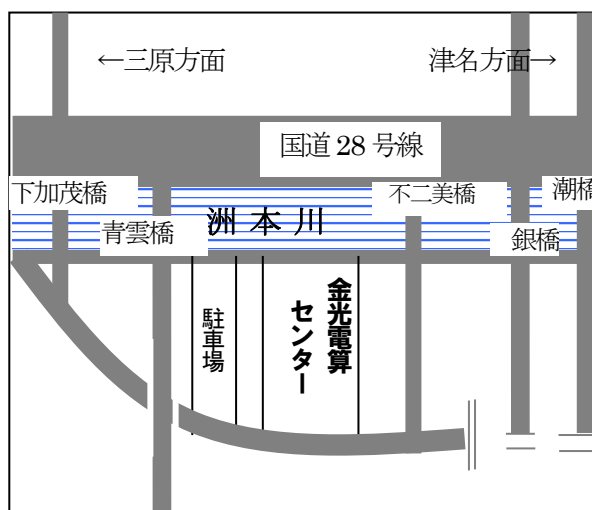 ←三原方面
津名方面→
国道28号線
下加茂橋
不二美橋
潮橋
青雲橋
洲本川
銀橋
駐車場
金光電算
センター